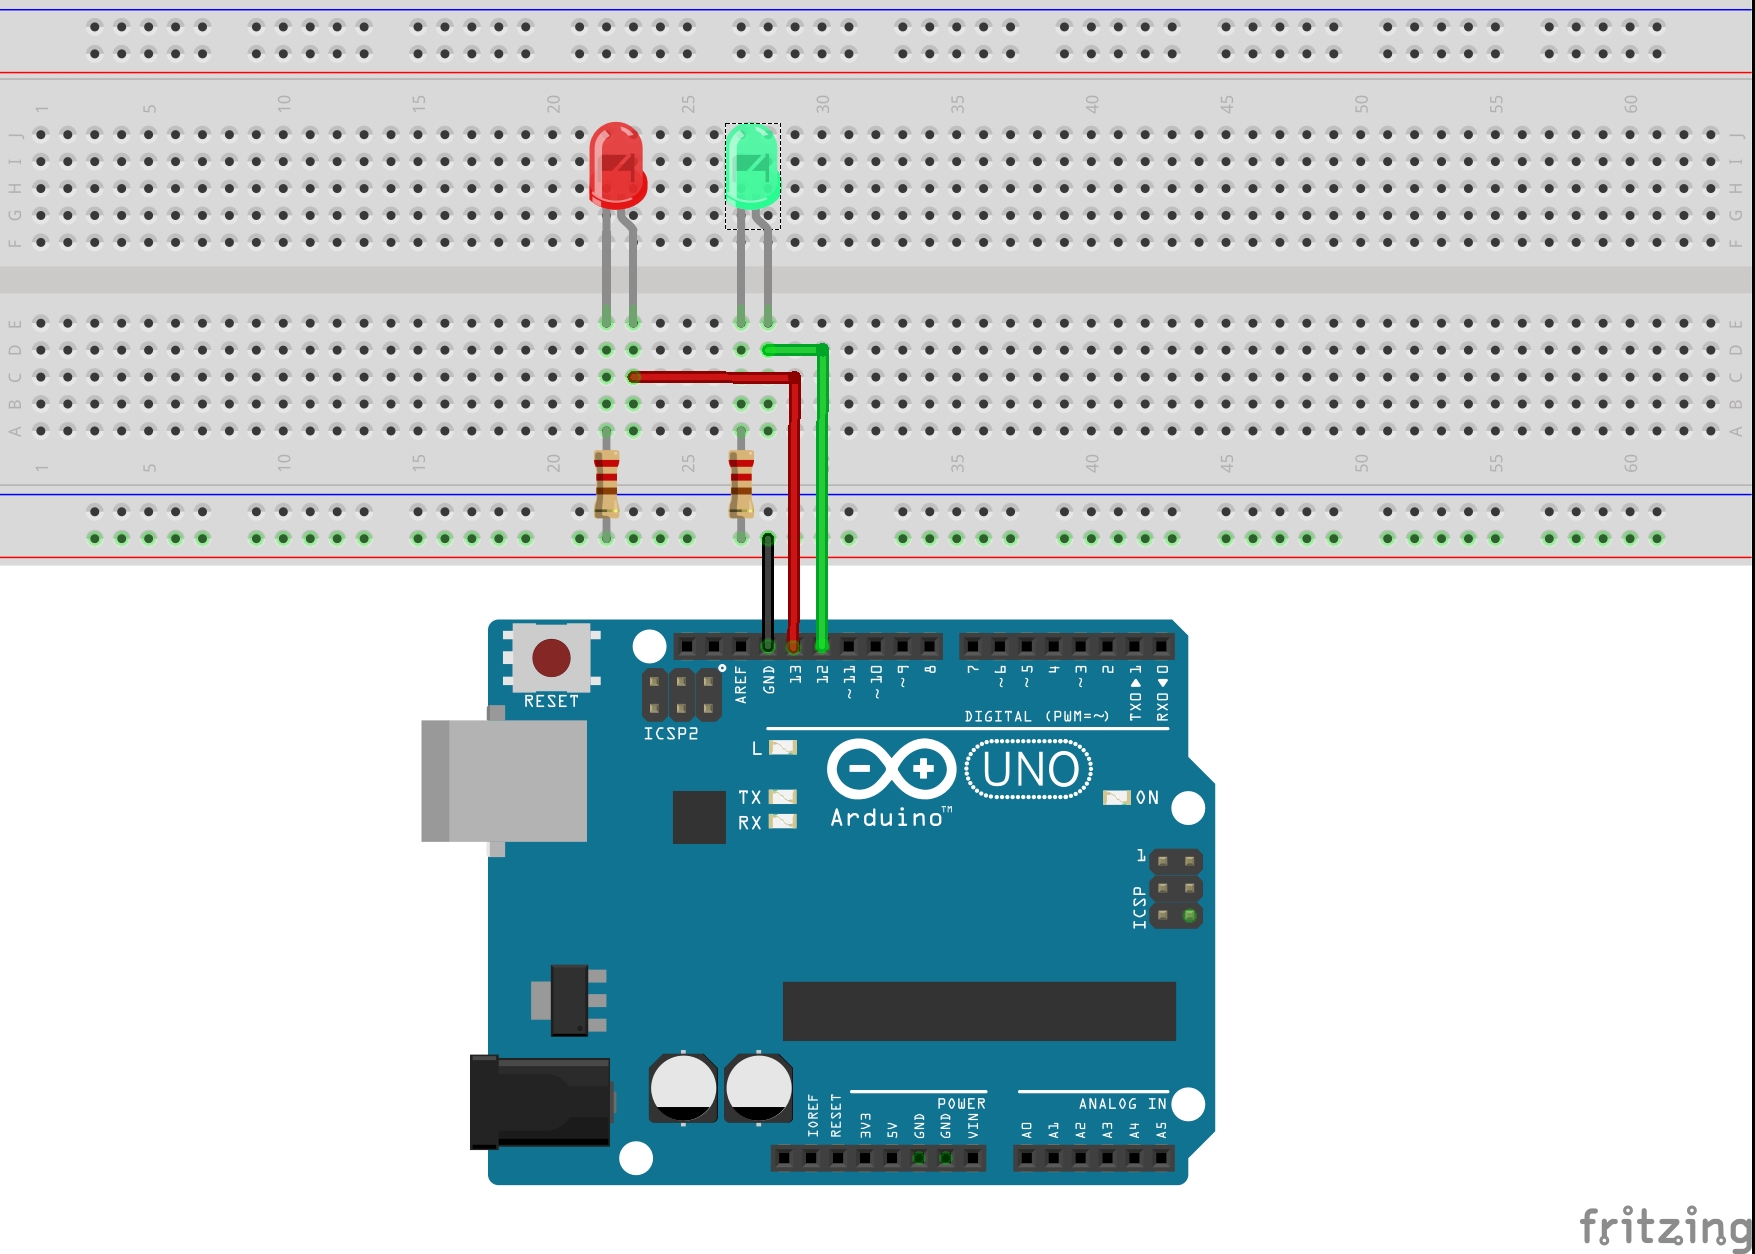 1 5 10 15 20 25 30 35 40 45 50 55 60
J J
I I
H H
G G
F F
E E
D D
C C
B B
A A
1 5 10 15 20 25 35 40 45 50 55 60
RESET
ICSP2
AREF GND 13 12 ~11 ~10 ~9 8 7 ~6 ~5 4 ~3 2 TX0▶1 RX0◀0
DIGITAL (PWM=~)
L
TX
RX
UNO
Arduino™
ON
1
ICSP
IOREF RESET 3V3 5V GND GND VIN
POWER
ANALOG IN
A0 A1 A2 A3 A4 A5
fritzing